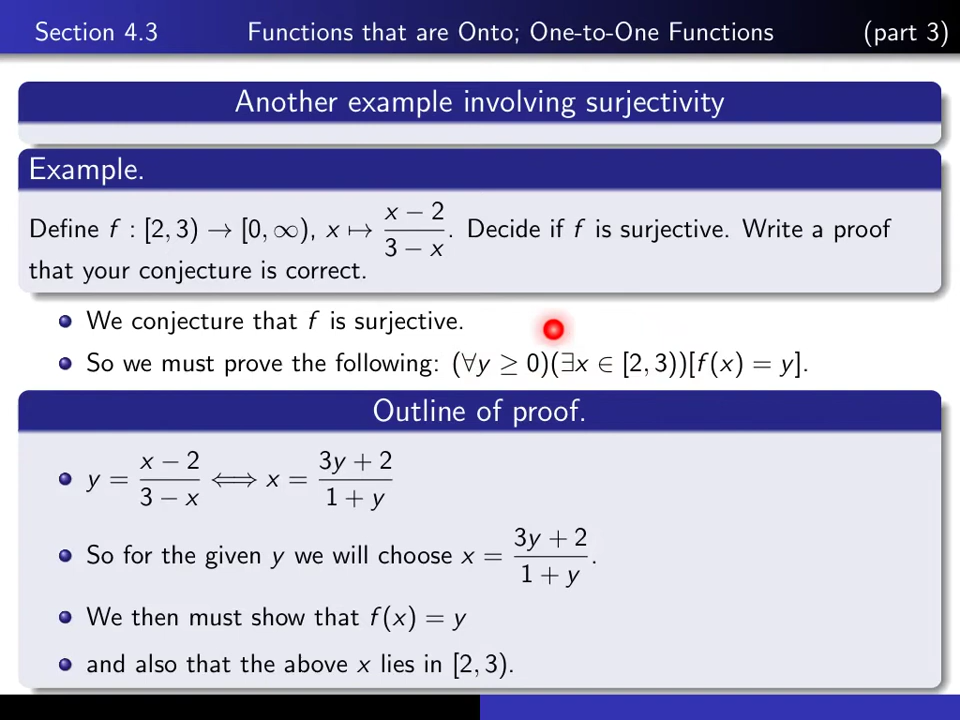 Section 4.3 Functions that are Onto; One-to-One Functions (part 3)
Another example involving surjectivity
Example.
Define f : [2, 3) → [0, ∞), x ↦ (x − 2)/(3 − x). Decide if f is surjective. Write a proof
that your conjecture is correct.
We conjecture that f is surjective.
So we must prove the following: (∀y ≥ 0)(∃x ∈ [2, 3))[f(x) = y].
Outline of proof.
y = (x − 2)/(3 − x) ⟺ x = (3y + 2)/(1 + y)
So for the given y we will choose x = (3y + 2)/(1 + y).
We then must show that f(x) = y
and also that the above x lies in [2, 3).